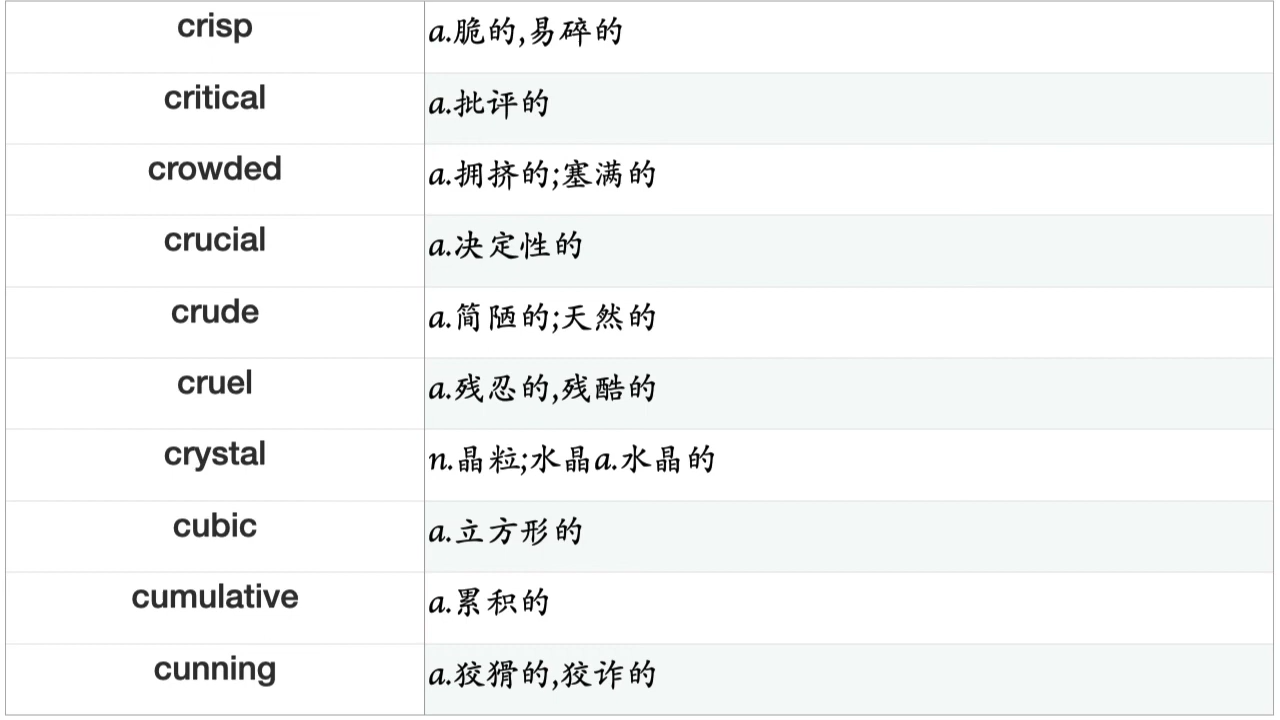 crisp a.脆的,易碎的
critical a.批评的
crowded a.拥挤的;塞满的
crucial a.决定性的
crude a.简陋的;天然的
cruel a.残忍的,残酷的
crystal n.晶粒;水晶a.水晶的
cubic a.立方形的
cumulative a.累积的
cunning a.狡猾的,狡诈的